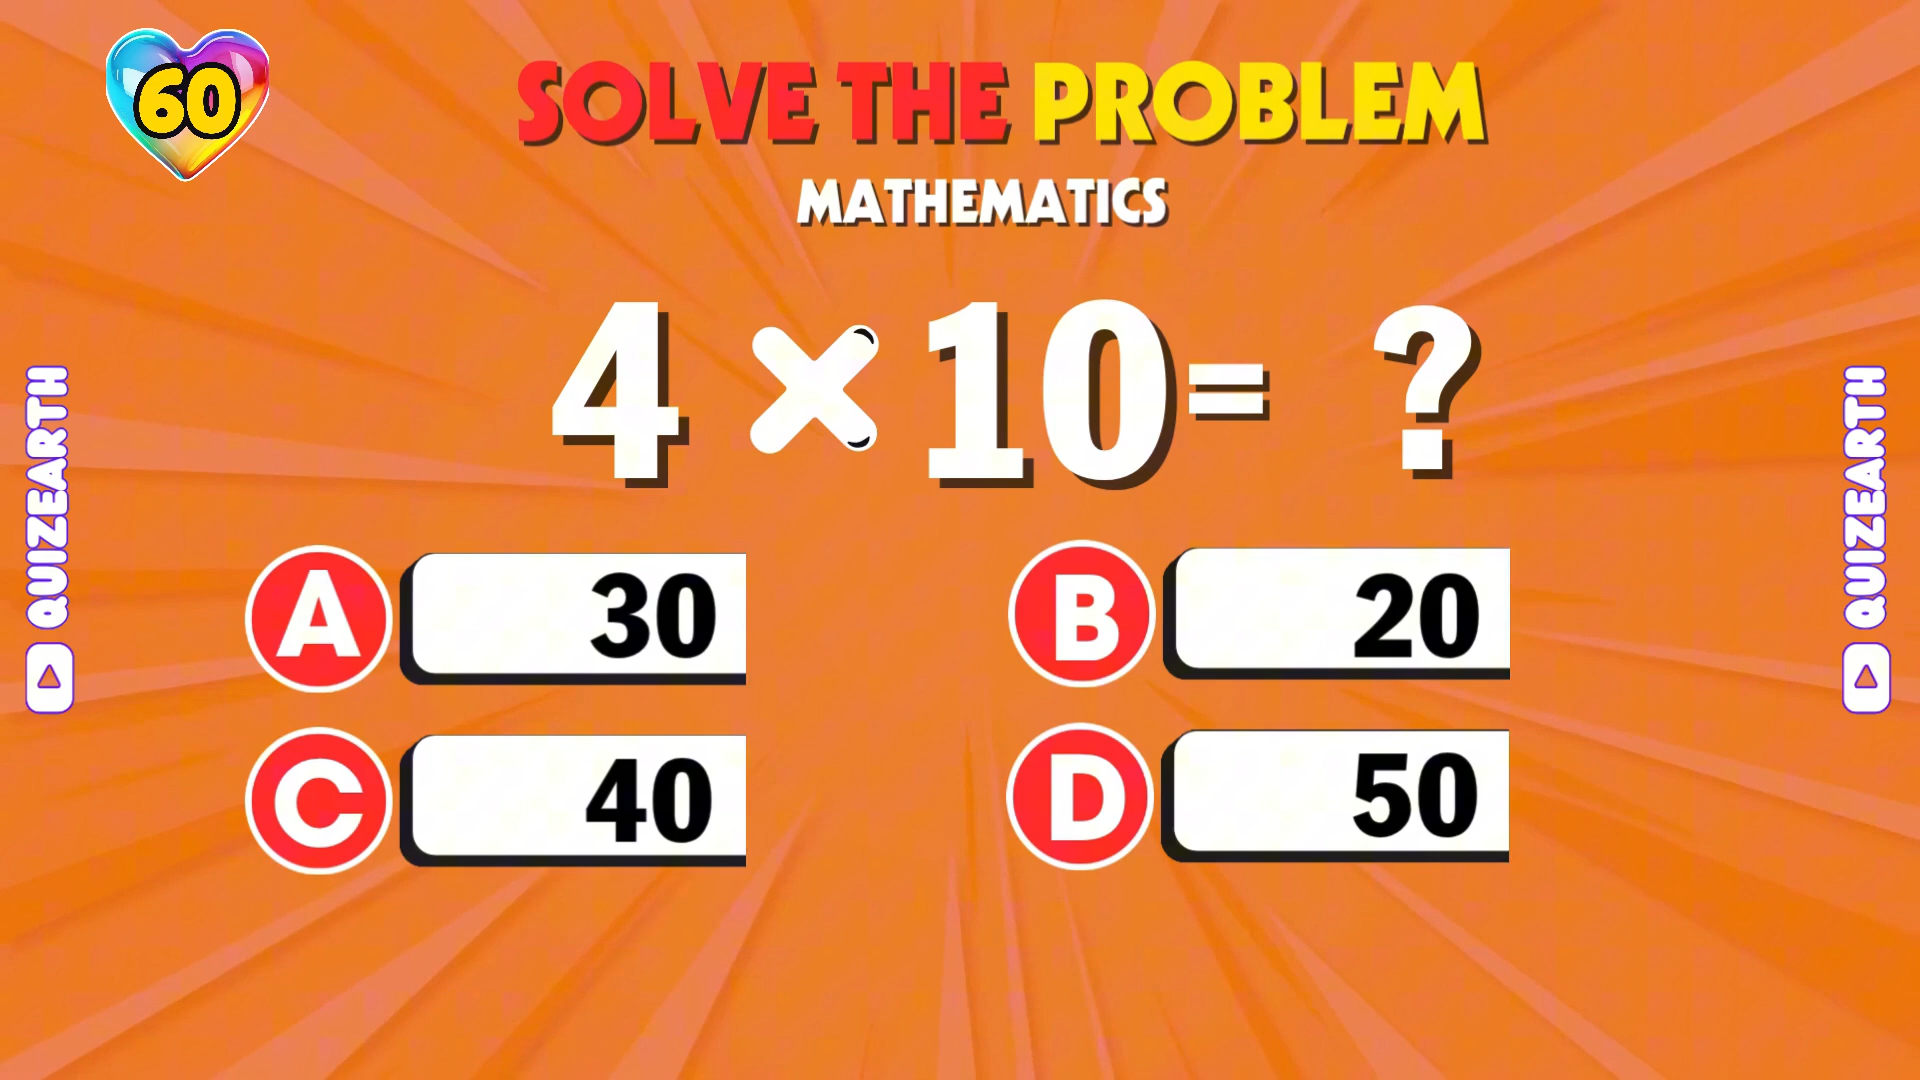 60
SOLVE THE PROBLEM
MATHEMATICS
4 × 10 = ?
A 30
B 20
C 40
D 50
QUIZEARTH
QUIZEARTH